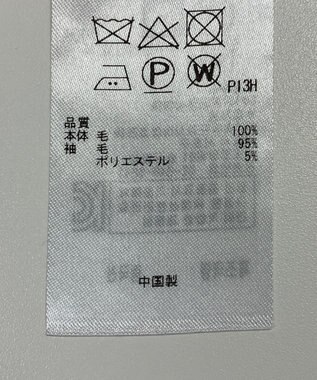 P
W
P13H
品質
本体 毛 100%
袖 毛 95%
ポリエステル 5%
中国製